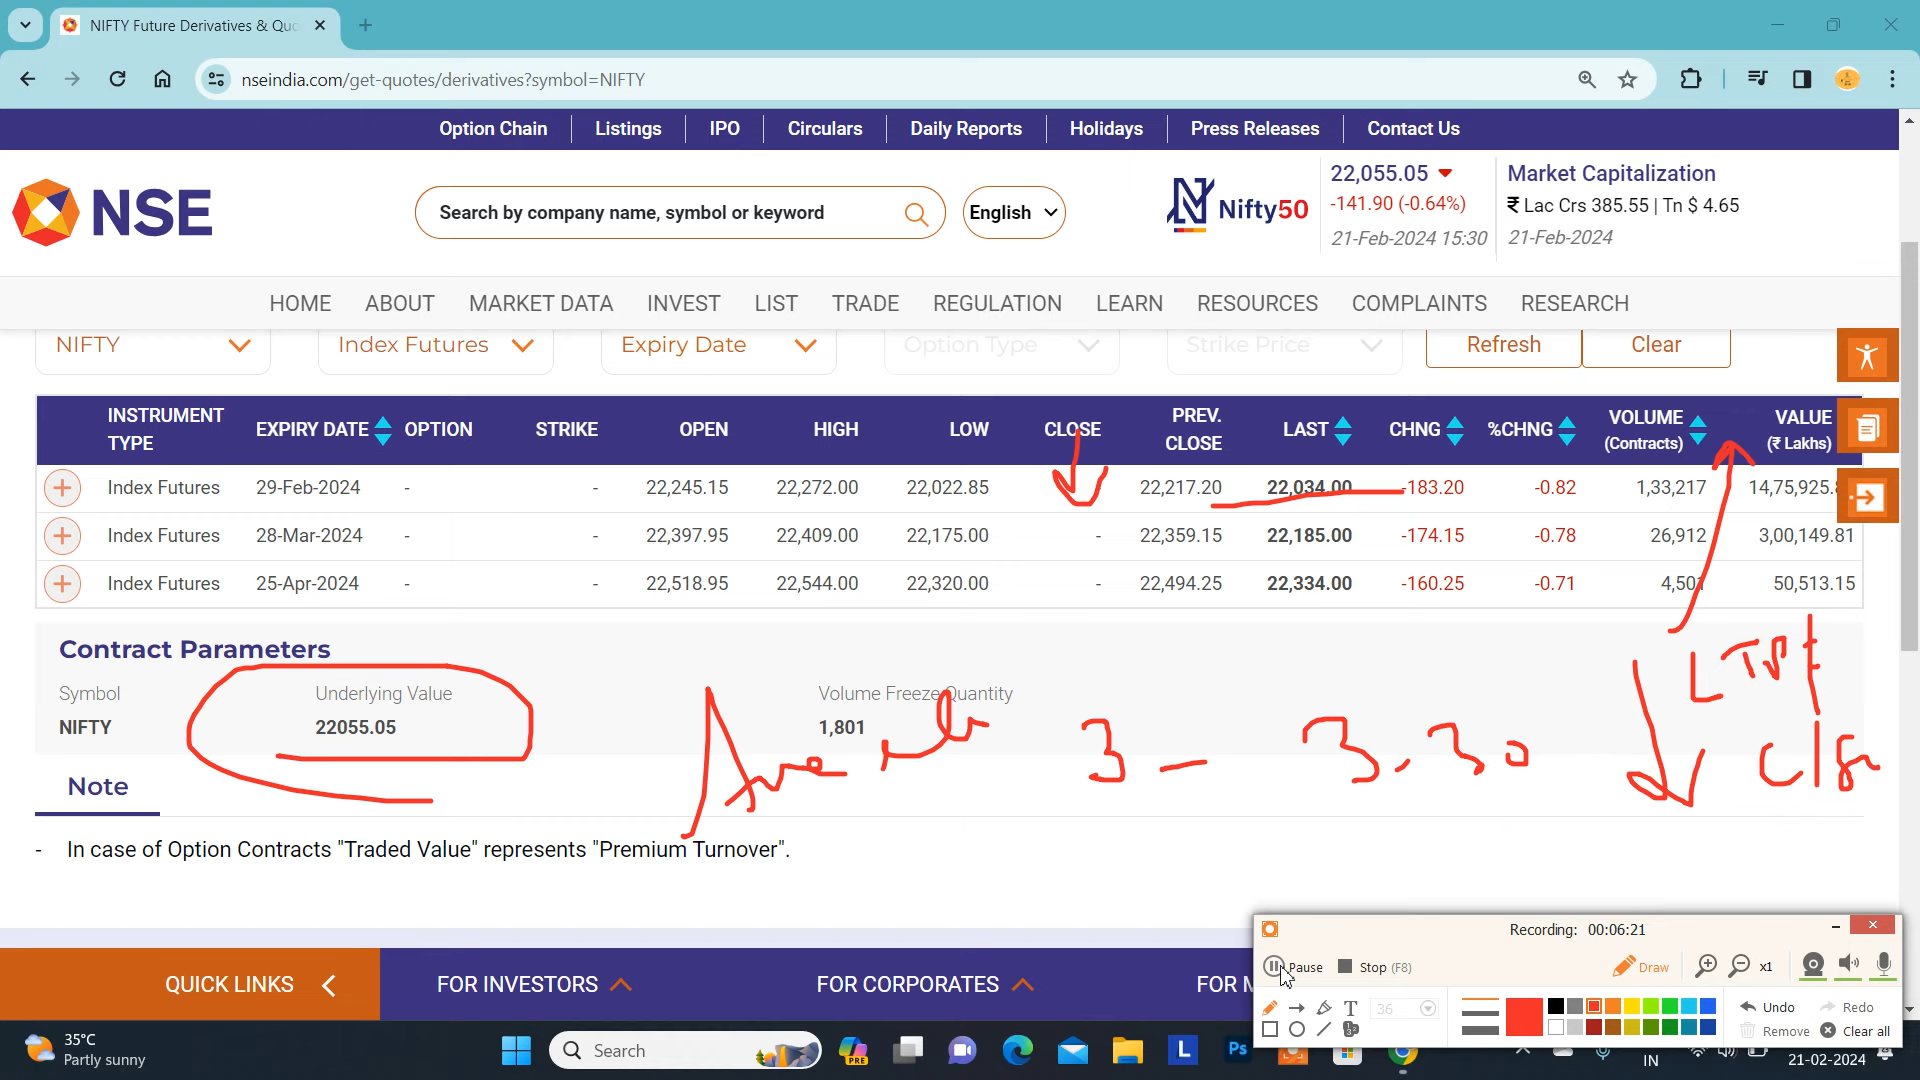 NIFTY Future Derivatives & Quo
nseindia.com/get-quotes/derivatives?symbol=NIFTY
Option Chain Listings IPO Circulars Daily Reports Holidays Press Releases Contact Us
NSE
Search by company name, symbol or keyword
English
Nifty50
22,055.05
-141.90 (-0.64%)
21-Feb-2024 15:30
Market Capitalization
₹ Lac Crs 385.55 | Tn $ 4.65
21-Feb-2024
HOME ABOUT MARKET DATA INVEST LIST TRADE REGULATION LEARN RESOURCES COMPLAINTS RESEARCH
NIFTY Index Futures Expiry Date Option Type Strike Price Refresh Clear
INSTRUMENT TYPE EXPIRY DATE OPTION STRIKE OPEN HIGH LOW CLOSE PREV. CLOSE LAST CHNG %CHNG VOLUME (Contracts) VALUE (₹ Lakhs)
Index Futures 29-Feb-2024 - - 22,245.15 22,272.00 22,022.85 22,217.20 22,034.00 -183.20 -0.82 1,33,217 14,75,925.
Index Futures 28-Mar-2024 - - 22,397.95 22,409.00 22,175.00 - 22,359.15 22,185.00 -174.15 -0.78 26,912 3,00,149.81
Index Futures 25-Apr-2024 - - 22,518.95 22,544.00 22,320.00 - 22,494.25 22,334.00 -160.25 -0.71 4,501 50,513.15
Contract Parameters
Symbol Underlying Value Volume Freeze Quantity
NIFTY 22055.05 1,801
LTP
3 - 3.30
Note
- In case of Option Contracts "Traded Value" represents "Premium Turnover".
QUICK LINKS FOR INVESTORS FOR CORPORATES FOR M
Recording: 00:06:21
Pause Stop (F8) Draw x1
T 36 Undo Redo
Remove Clear all
35°C
Partly sunny
Search
PRE
L
Ps
IN
21-02-2024